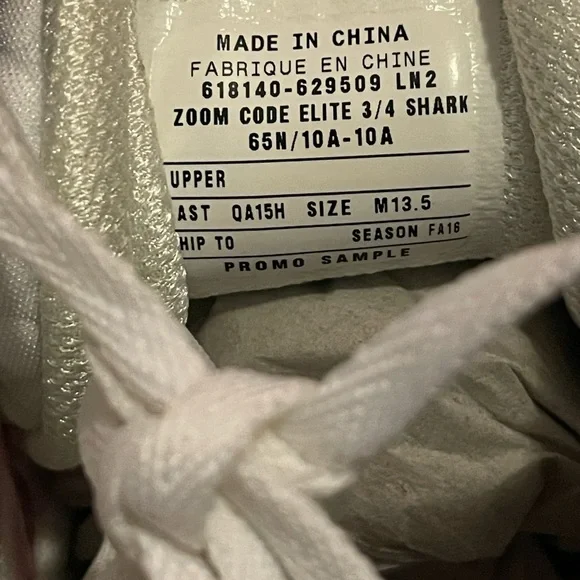 MADE IN CHINA
FABRIQUE EN CHINE
618140-629509 LN2
ZOOM CODE ELITE 3/4 SHARK
65N/10A-10A
UPPER
AST QA15H SIZE M13.5
HIP TO SEASON FA16
PROMO SAMPLE